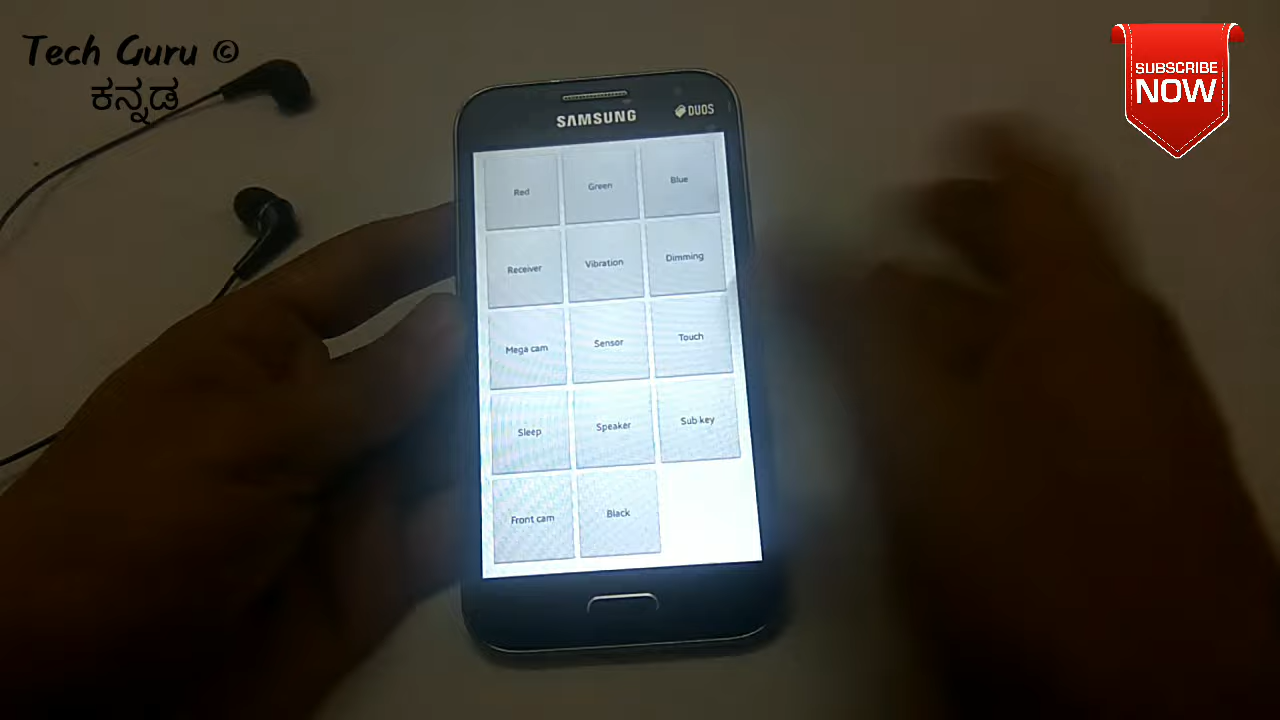 Tech Guru ©
ಕನ್ನಡ
SUBSCRIBE
NOW
SAMSUNG
DUOS
Red
Green
Blue
Receiver
Vibration
Dimming
Mega cam
Sensor
Touch
Sleep
Speaker
Sub key
Front cam
Black